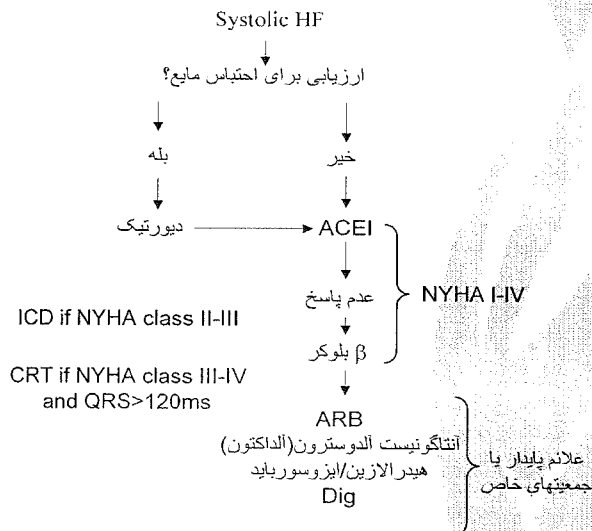 Systolic HF
ارزیابی برای احتباس مایع؟
بله
خیر
دیورتیک
ACEI
عدم پاسخ
NYHA I-IV
ICD if NYHA class II-III
β بلوکر
CRT if NYHA class III-IV
and QRS>120ms
ARB
آنتاگونیست آلدوسترون(آلداکتون)
هیدرالازین/ایزوسورباید
Dig
علائم پایدار یا
جمعیتهاي خاص